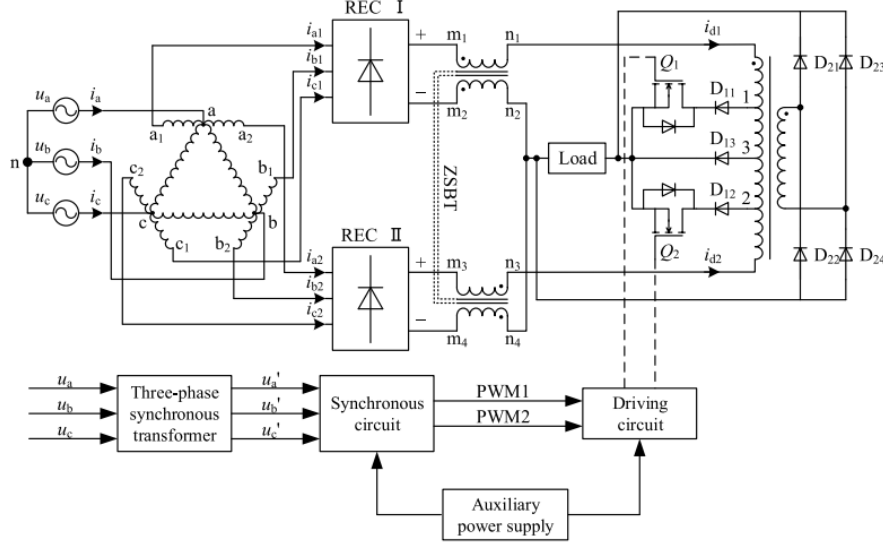 REC Ⅰ
i_a1
i_b1
i_c1
+
−
m1
n1
m2
n2
i_d1
Q1
D11
1
D13
3
D12
2
Q2
D21
D23
D22
D24
u_a
i_a
n
u_b
i_b
u_c
i_c
a
a1
a2
c2
b1
c
b
c1
b2
ZSBT
Load
REC Ⅱ
i_a2
i_b2
i_c2
+
−
m3
n3
m4
n4
i_d2
u_a
u_b
u_c
Three-phase
synchronous
transformer
u_a'
u_b'
u_c'
Synchronous
circuit
PWM1
PWM2
Driving
circuit
Auxiliary
power supply